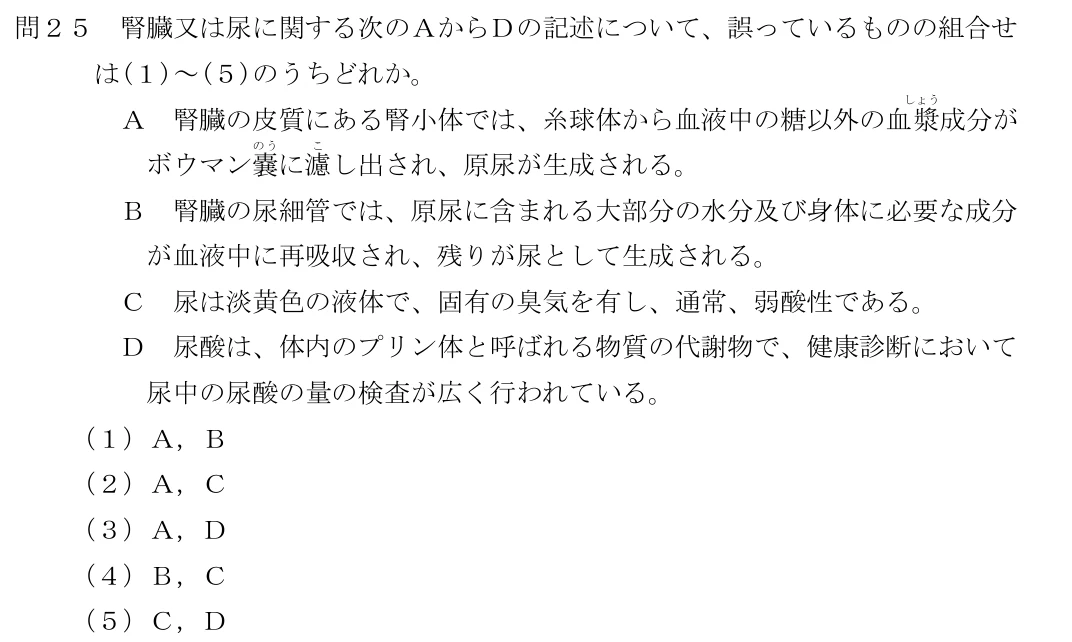 問２５　腎臓又は尿に関する次のＡからＤの記述について、誤っているものの組合せ
は(１)～(５)のうちどれか。
Ａ　腎臓の皮質にある腎小体では、糸球体から血液中の糖以外の血漿しょう成分が
ボウマン嚢のうに濾こし出され、原尿が生成される。
Ｂ　腎臓の尿細管では、原尿に含まれる大部分の水分及び身体に必要な成分
が血液中に再吸収され、残りが尿として生成される。
Ｃ　尿は淡黄色の液体で、固有の臭気を有し、通常、弱酸性である。
Ｄ　尿酸は、体内のプリン体と呼ばれる物質の代謝物で、健康診断において
尿中の尿酸の量の検査が広く行われている。
(１) Ａ，Ｂ
(２) Ａ，Ｃ
(３) Ａ，Ｄ
(４) Ｂ，Ｃ
(５) Ｃ，Ｄ